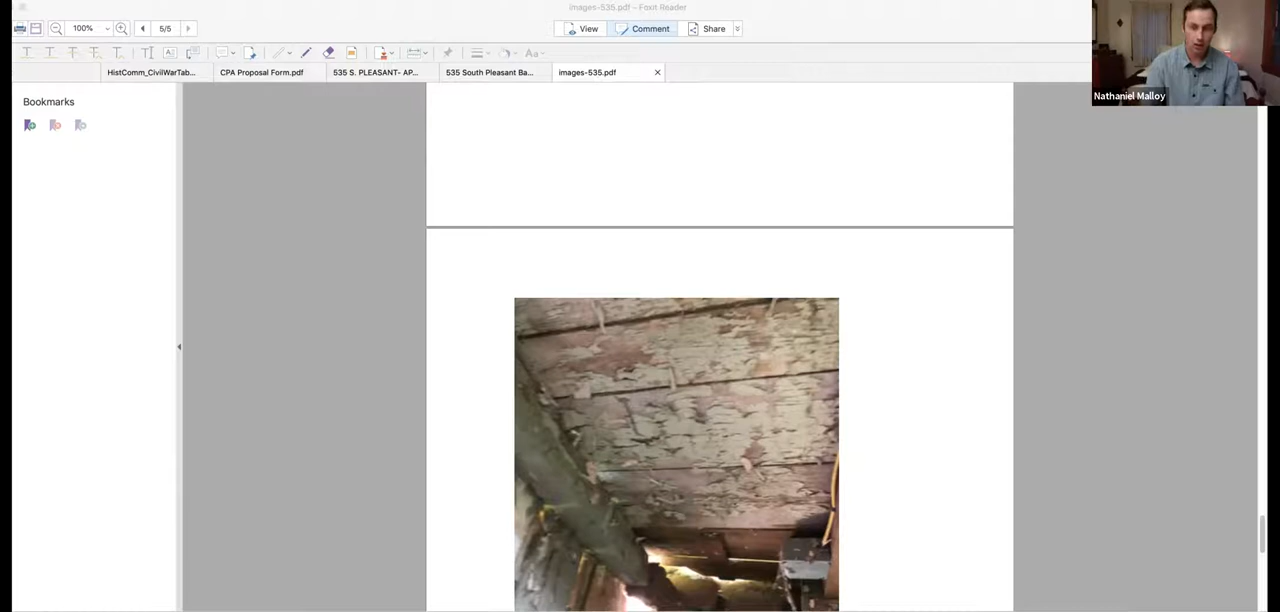 images-535.pdf - Foxit Reader
100%
5/5
View
Comment
Share
Aa
HistComm_CivilWarTab...
CPA Proposal Form.pdf
535 S. PLEASANT- AP...
535 South Pleasant Ba...
images-535.pdf
Bookmarks
Nathaniel Malloy